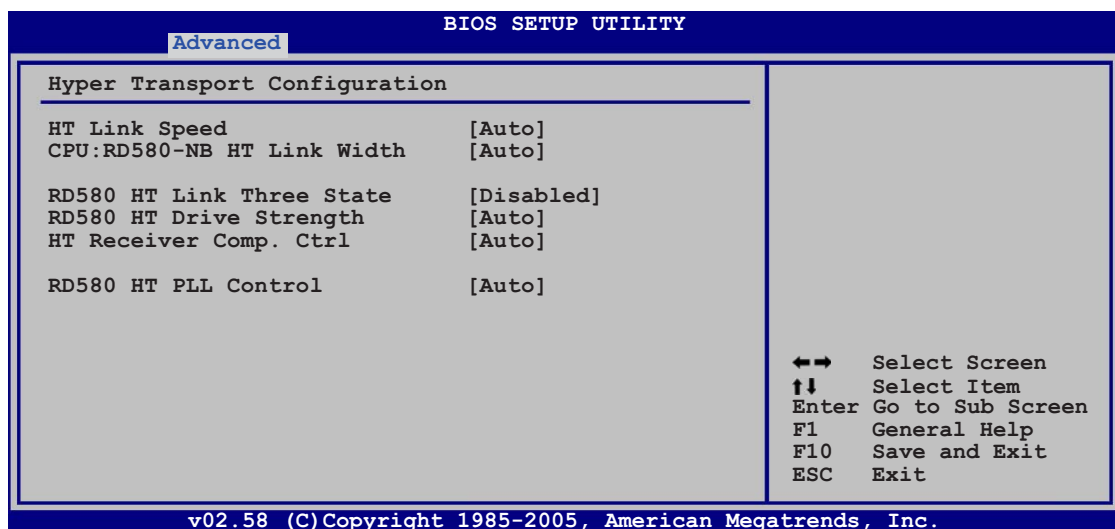 BIOS SETUP UTILITY
Advanced
Hyper Transport Configuration
HT Link Speed [Auto]
CPU:RD580-NB HT Link Width [Auto]
RD580 HT Link Three State [Disabled]
RD580 HT Drive Strength [Auto]
HT Receiver Comp. Ctrl [Auto]
RD580 HT PLL Control [Auto]
←→ Select Screen
↑↓ Select Item
Enter Go to Sub Screen
F1 General Help
F10 Save and Exit
ESC Exit
v02.58 (C)Copyright 1985-2005, American Megatrends, Inc.